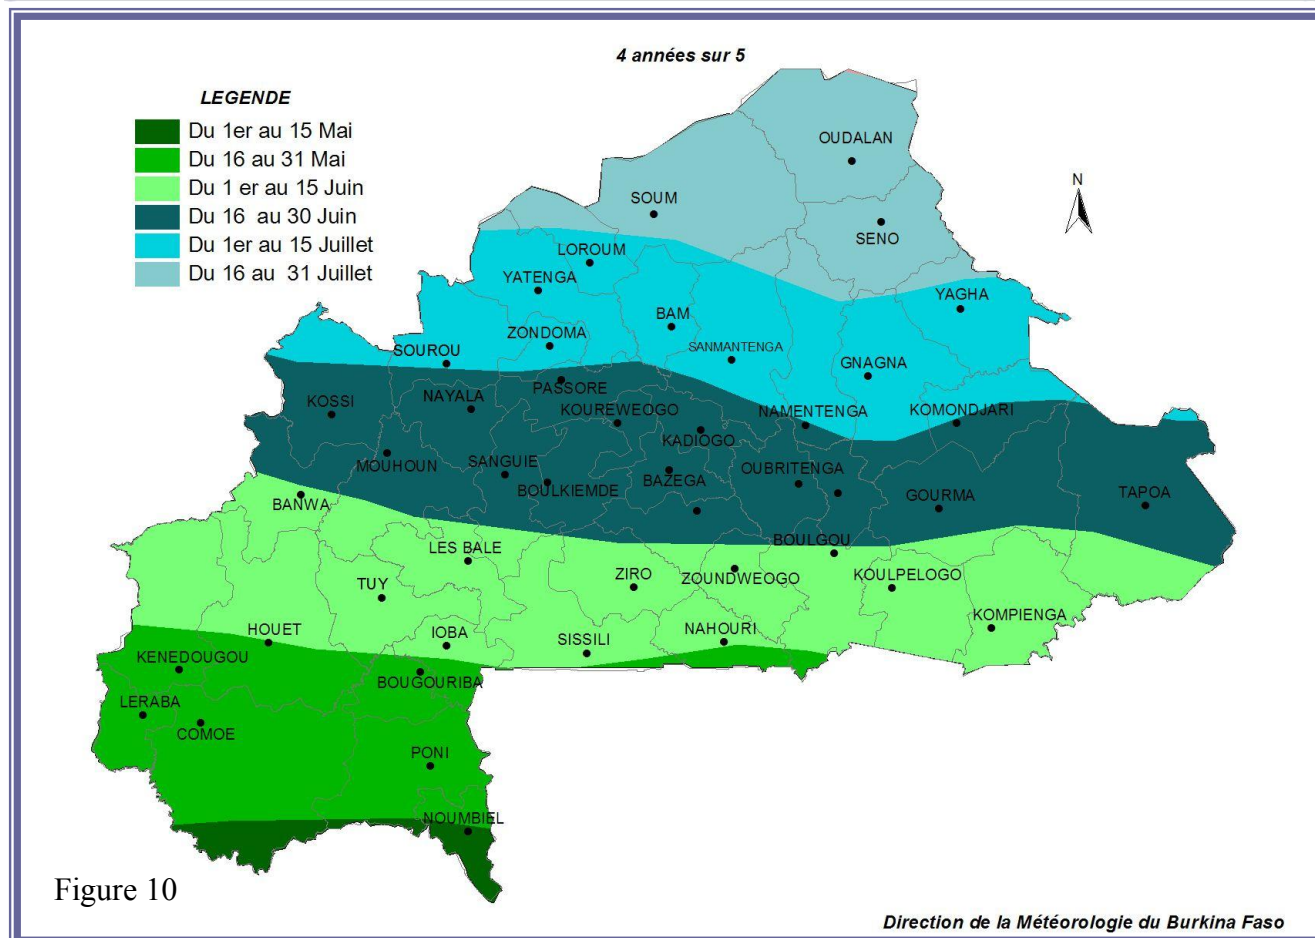 4 années sur 5
LEGENDE
Du 1er au 15 Mai
Du 16 au 31 Mai
Du 1 er au 15 Juin
Du 16 au 30 Juin
Du 1er au 15 Juillet
Du 16 au 31 Juillet
N
OUDALAN
SOUM
SENO
LOROUM
YATENGA
YAGHA
BAM
ZONDOMA
SANMANTENGA
SOUROU
GNAGNA
PASSORE
NAYALA
KOSSI
KOUREWEOGO
NAMENTENGA
KOMONDJARI
KADIOGO
MOUHOUN
SANGUIE
BOULKIEMDE
BAZEGA
OUBRITENGA
GOURMA
TAPOA
BANWA
LES BALE
BOULGOU
TUY
ZIRO
ZOUNDWEOGO
KOULPELOGO
KOMPIENGA
HOUET
IOBA
SISSILI
NAHOURI
KENEDOUGOU
BOUGOURIBA
LERABA
COMOE
PONI
NOUMBIEL
Figure 10
Direction de la Météorologie du Burkina Faso